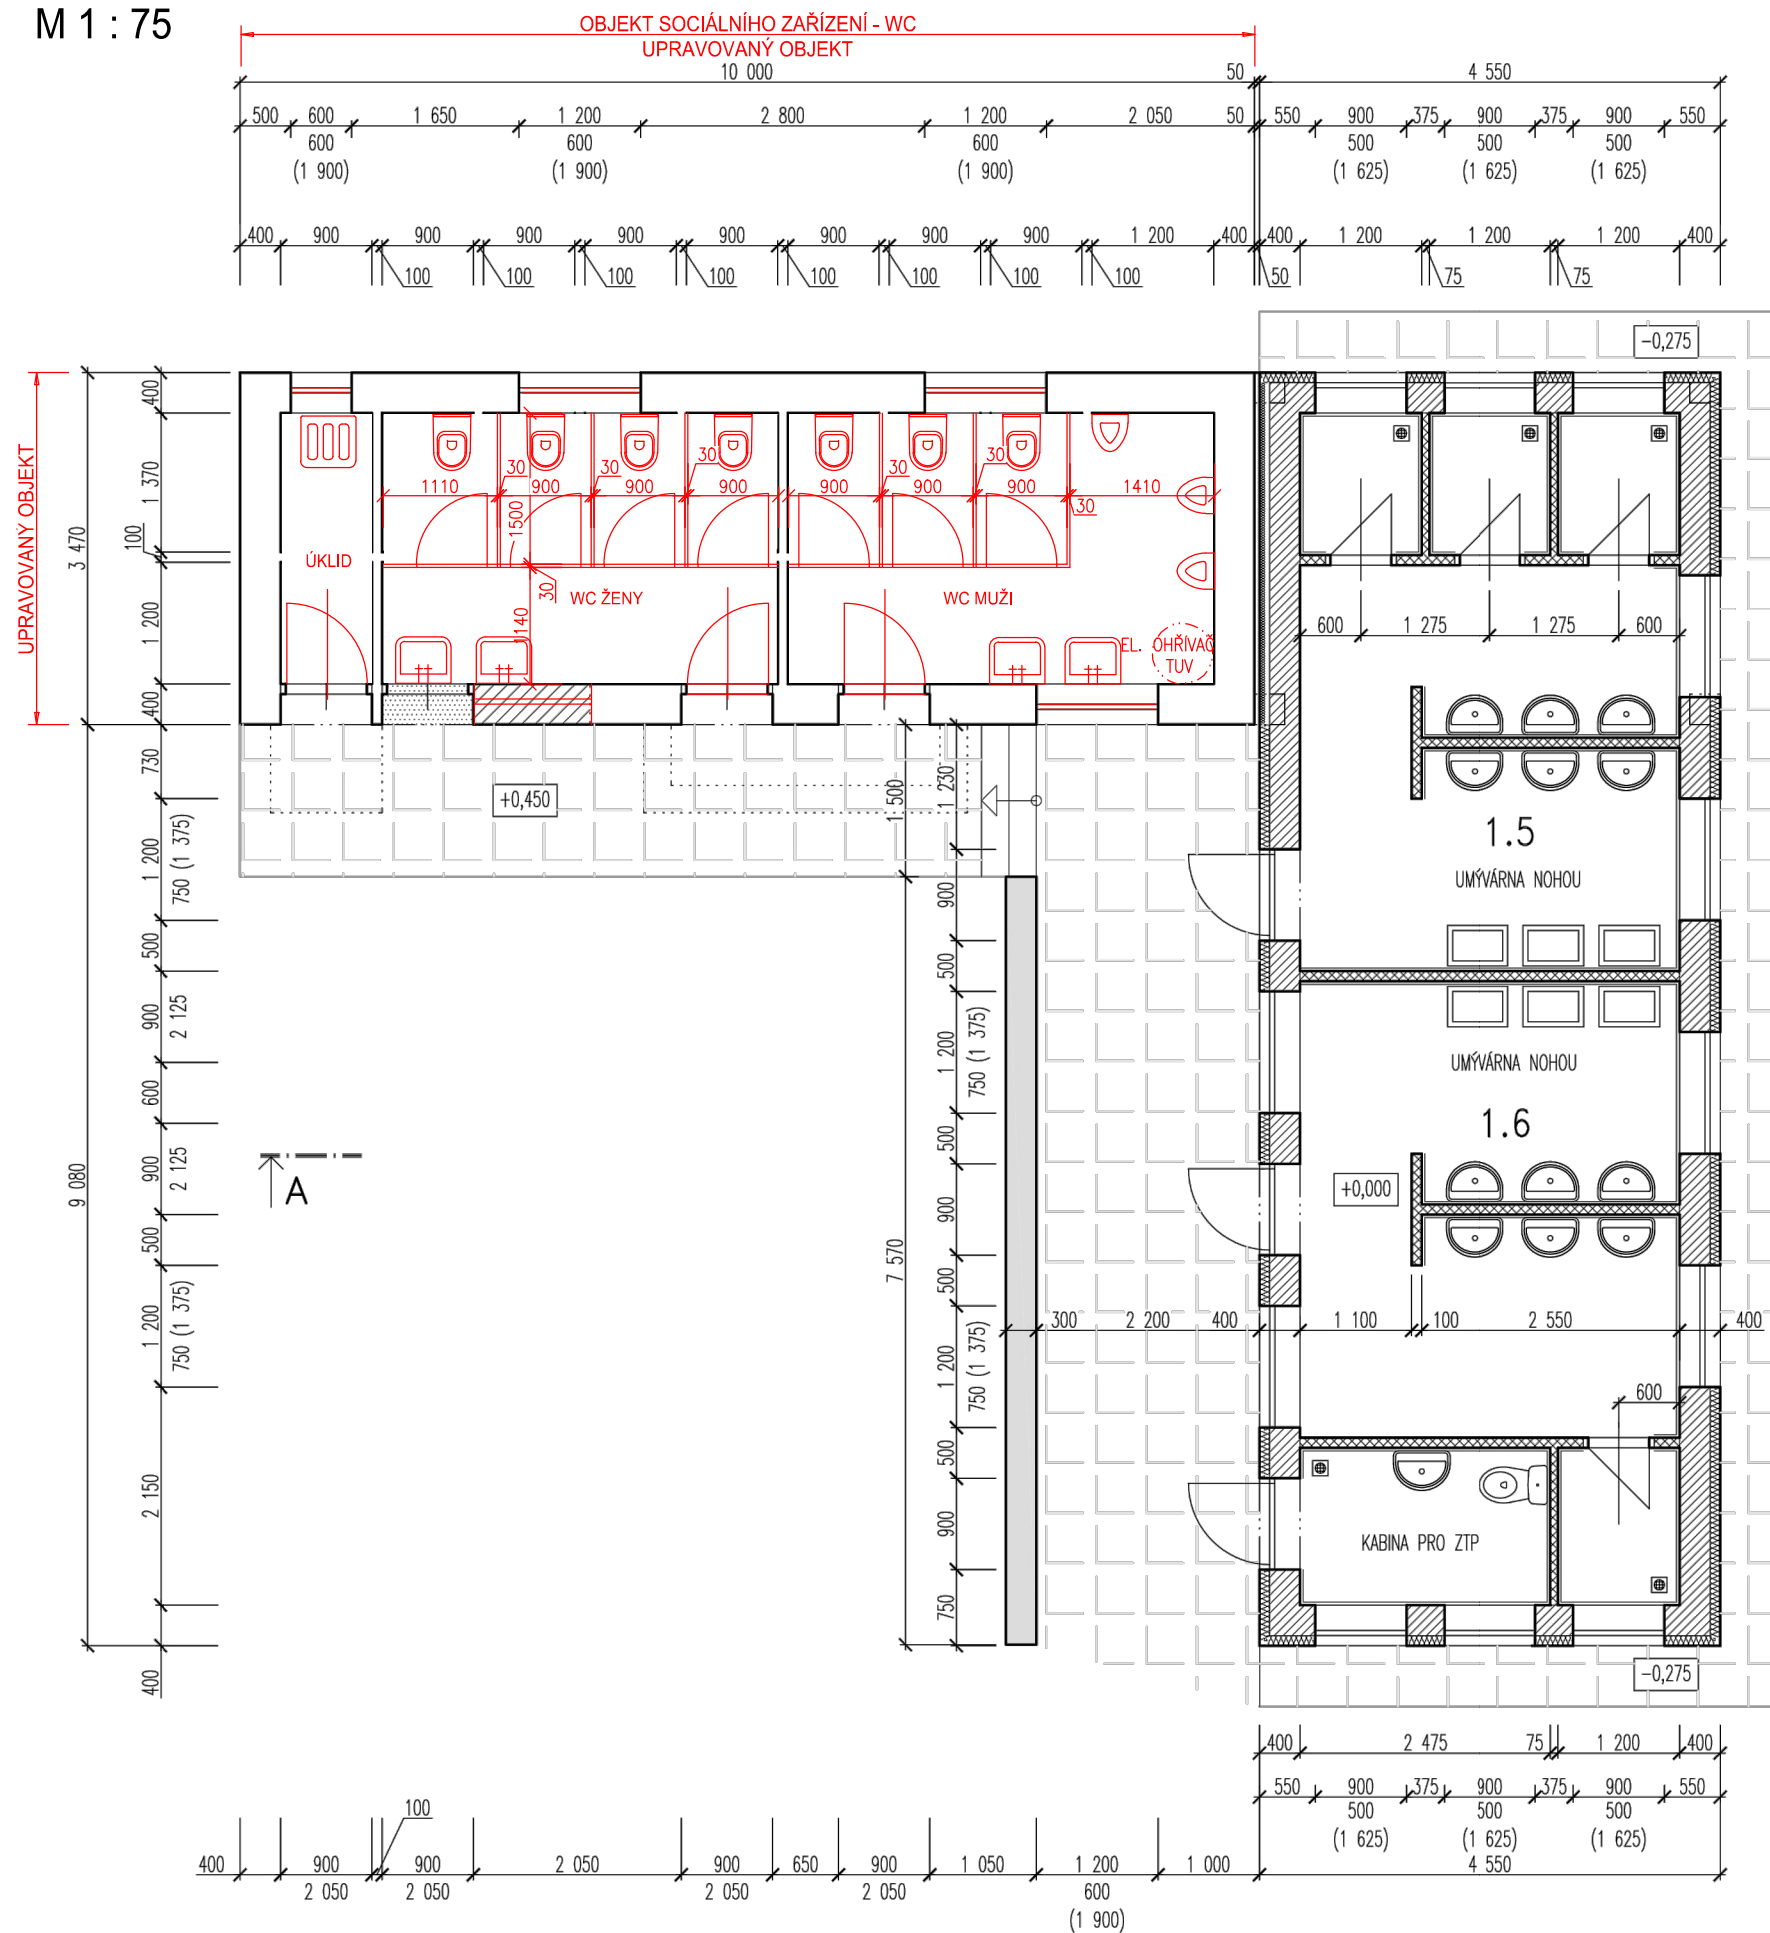 M 1 : 75
OBJEKT SOCIÁLNÍHO ZAŘÍZENÍ - WC
UPRAVOVANÝ OBJEKT
10 000 50 4 550
500 600 1 650 1 200 2 800 1 200 2 050 50 550 900 375 900 375 900 550
600 600 600 500 500 500
(1 900) (1 900) (1 900) (1 625) (1 625) (1 625)
400 900 900 900 900 900 900 900 900 1 200 400 400 1 200 1 200 1 200 400
100 100 100 100 100 100 100 100 50 75 75
-0,275
UPRAVOVANÝ OBJEKT
3 470
9 080
400
1 370
100
1 200
400
730
1 200
750 (1 375)
500
900
2 125
600
900
2 125
500
1 200
750 (1 375)
2 150
400
30 30 30 30 30
1110 900 900 900 900 900 900 1410
30
1500
30
1140
ÚKLID
WC ŽENY
WC MUŽI
EL. OHŘÍVAČ
TUV
600 1 275 1 275 600
+0,450
1 500
1 230
7 570
900
500
1 200
750 (1 375)
500
900
500
1 200
750 (1 375)
500
900
750
1.5
UMÝVÁRNA NOHOU
UMÝVÁRNA NOHOU
1.6
A
+0,000
300 2 200 400 1 100 100 2 550 400
600
KABINA PRO ZTP
-0,275
400 2 475 75 1 200 400
550 900 375 900 375 900 550
500 500 500
(1 625) (1 625) (1 625)
4 550
100
400 900 900 2 050 900 650 900 1 050 1 200 1 000
2 050 2 050 2 050 2 050 600
(1 900)